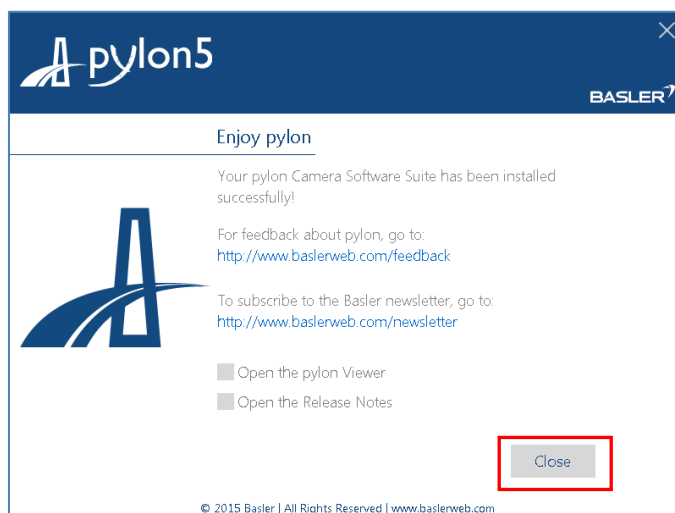 pylon5
BASLER
Enjoy pylon
Your pylon Camera Software Suite has been installed
successfully!
For feedback about pylon, go to:
http://www.baslerweb.com/feedback
To subscribe to the Basler newsletter, go to:
http://www.baslerweb.com/newsletter
Open the pylon Viewer
Open the Release Notes
Close
© 2015 Basler | All Rights Reserved | www.baslerweb.com